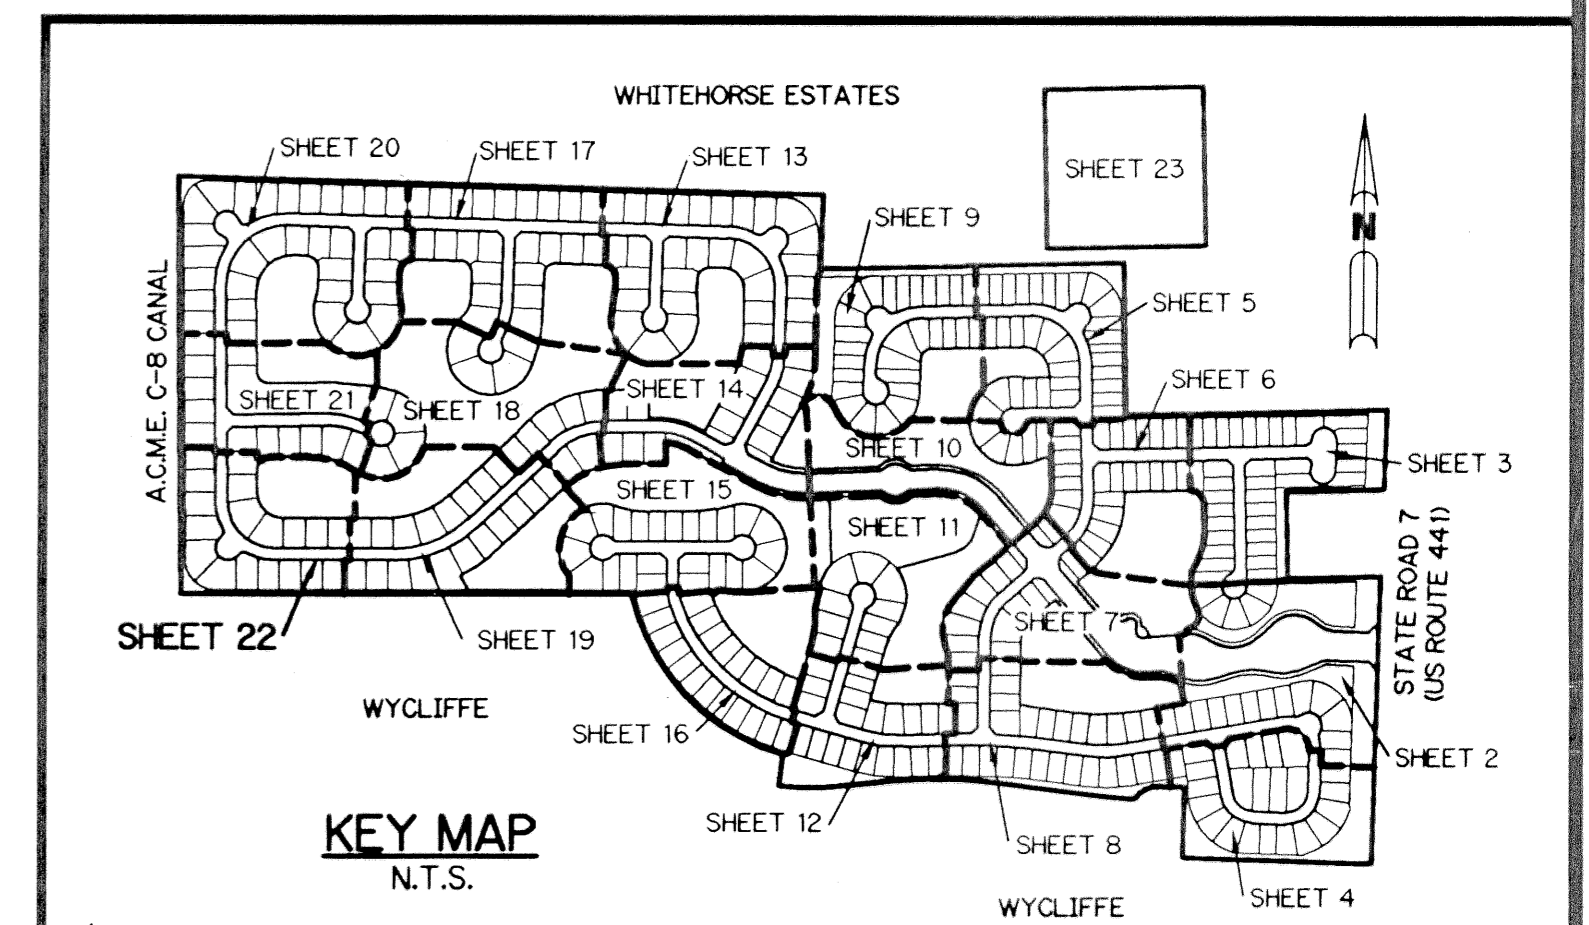 WHITEHORSE ESTATES
SHEET 20
SHEET 17
SHEET 13
SHEET 23
SHEET 9
N
SHEET 5
A.C.M.E. C-8 CANAL
SHEET 6
SHEET 14
SHEET 21
SHEET 18
SHEET 10
SHEET 3
SHEET 15
SHEET 11
STATE ROAD 7
(US ROUTE 441)
SHEET 7
SHEET 22
SHEET 19
WYCLIFFE
SHEET 16
SHEET 2
SHEET 12
SHEET 8
KEY MAP
N.T.S.
SHEET 4
WYCLIFFE